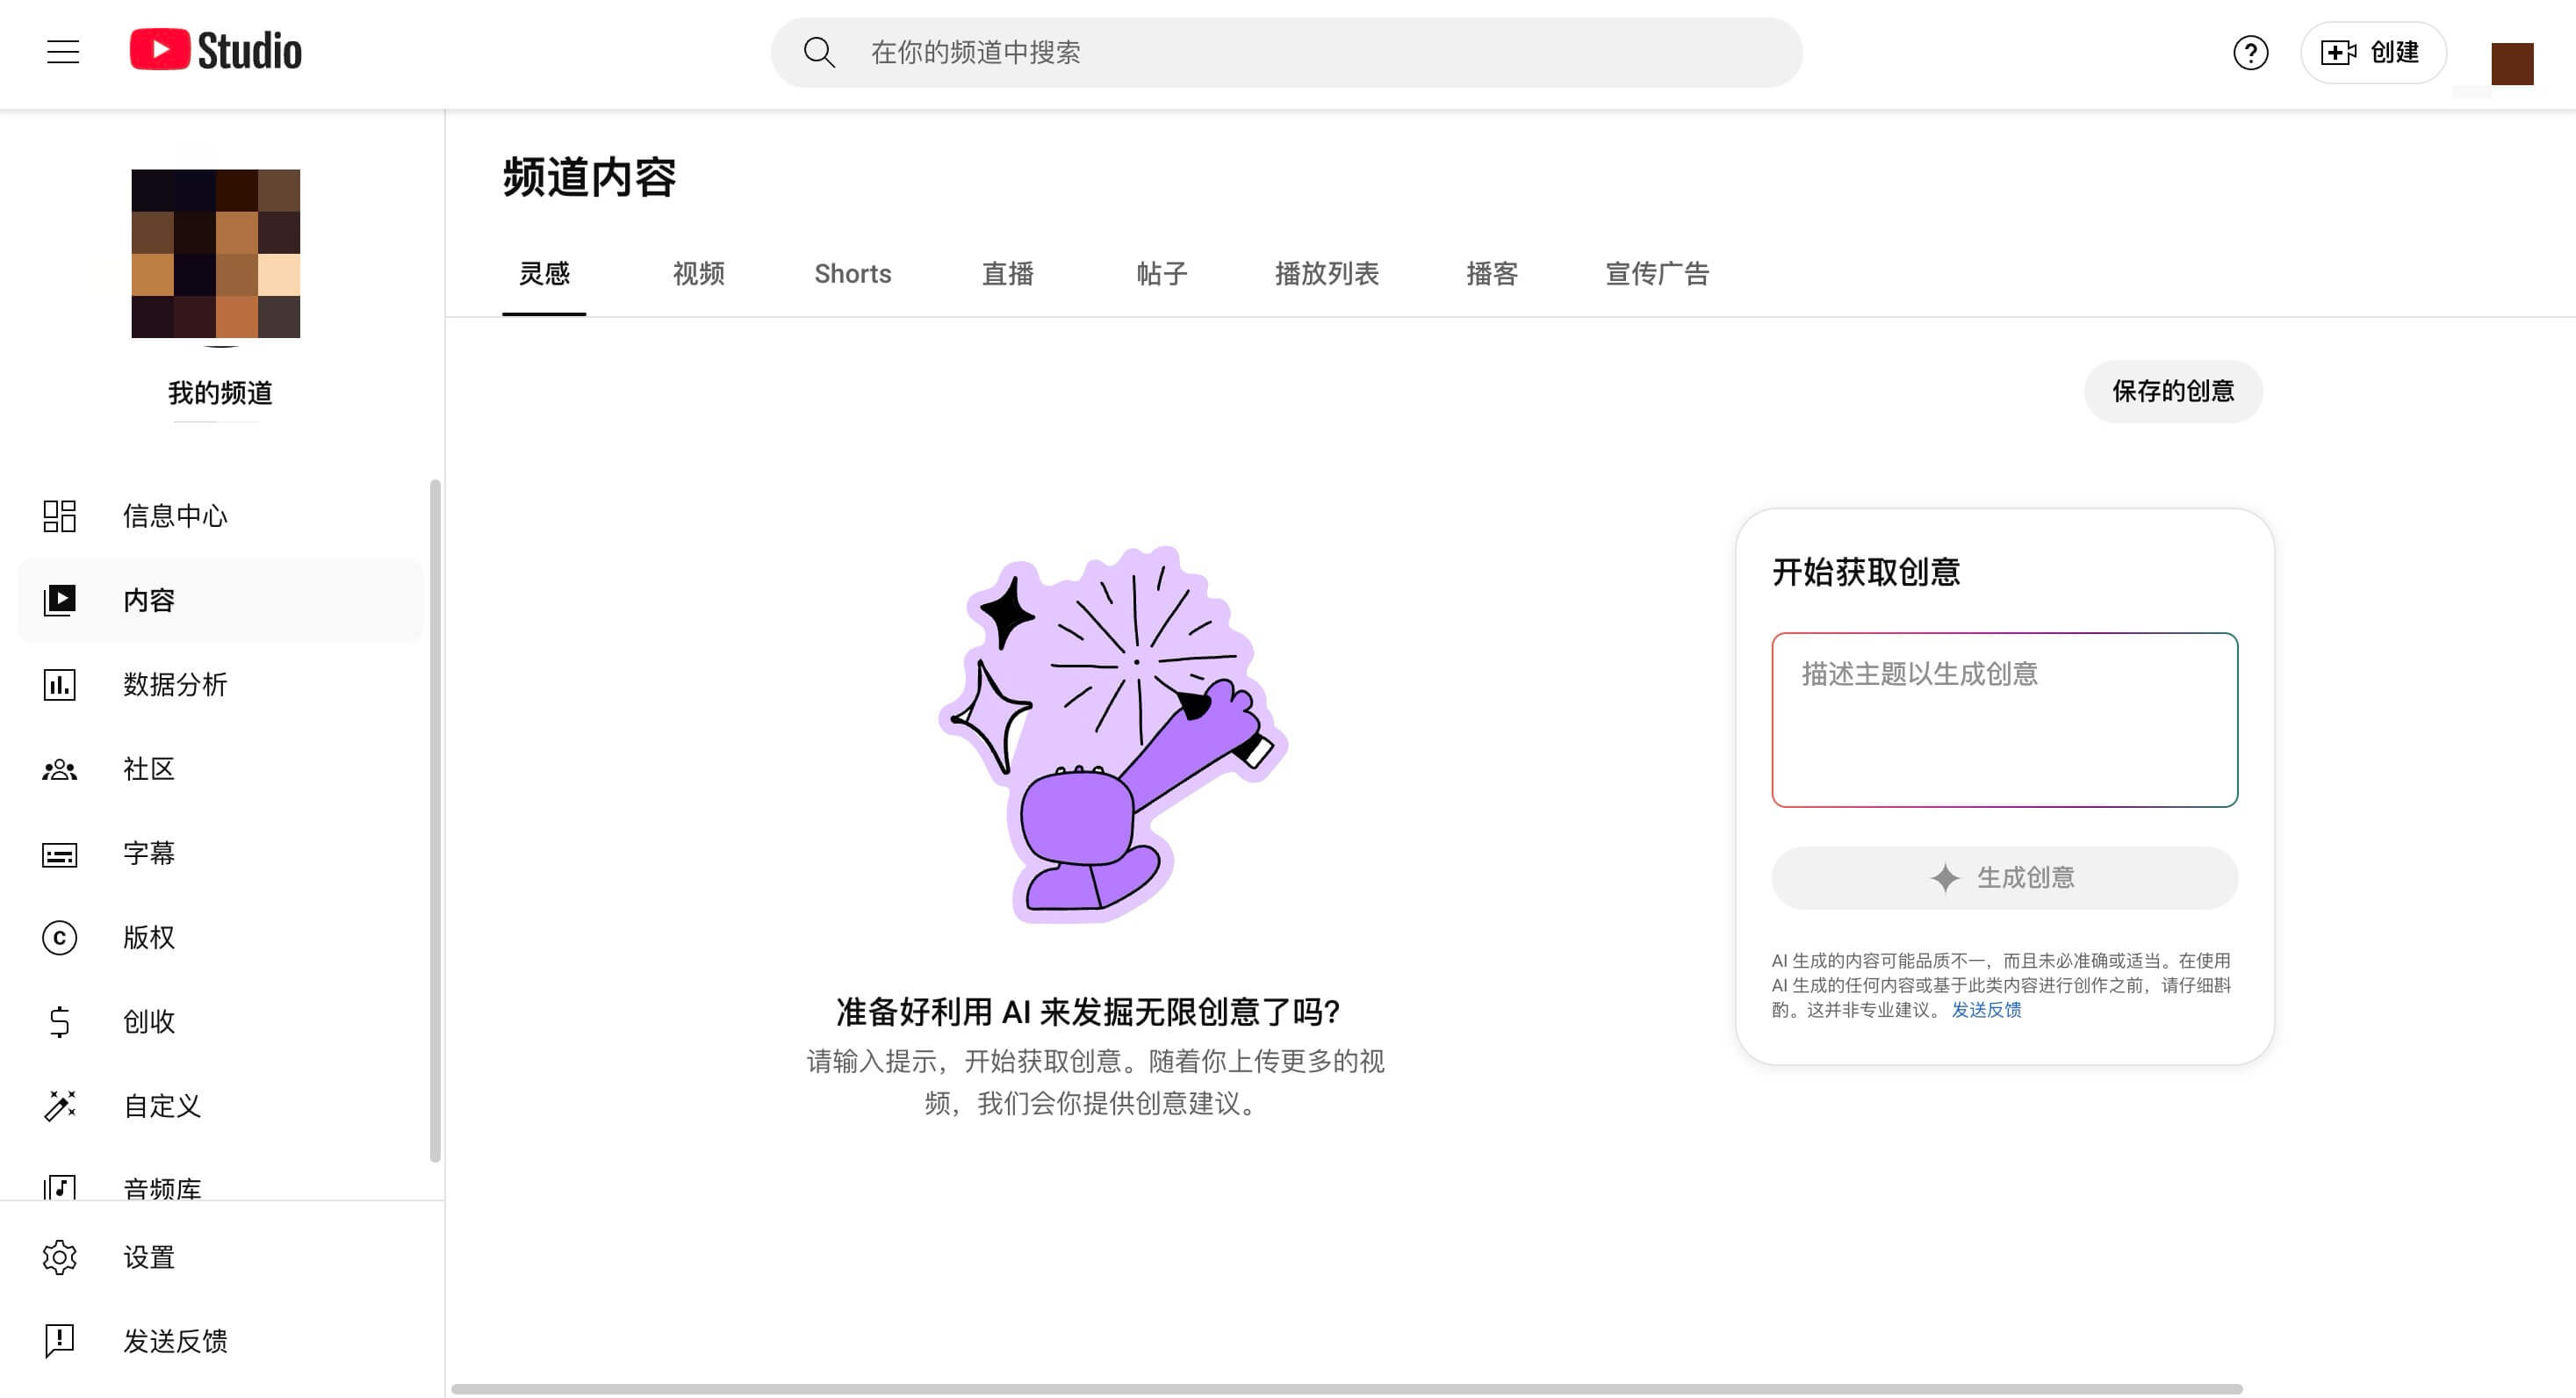 Studio
在你的频道中搜索
创建
我的频道
信息中心
内容
数据分析
社区
字幕
版权
创收
自定义
音频库
设置
发送反馈
频道内容
灵感
视频
Shorts
直播
帖子
播放列表
播客
宣传广告
保存的创意
准备好利用 AI 来发掘无限创意了吗?
请输入提示，开始获取创意。随着你上传更多的视
频，我们会你提供创意建议。
开始获取创意
描述主题以生成创意
生成创意
AI 生成的内容可能品质不一，而且未必准确或适当。在使用
AI 生成的任何内容或基于此类内容进行创作之前，请仔细斟
酌。这并非专业建议。 发送反馈